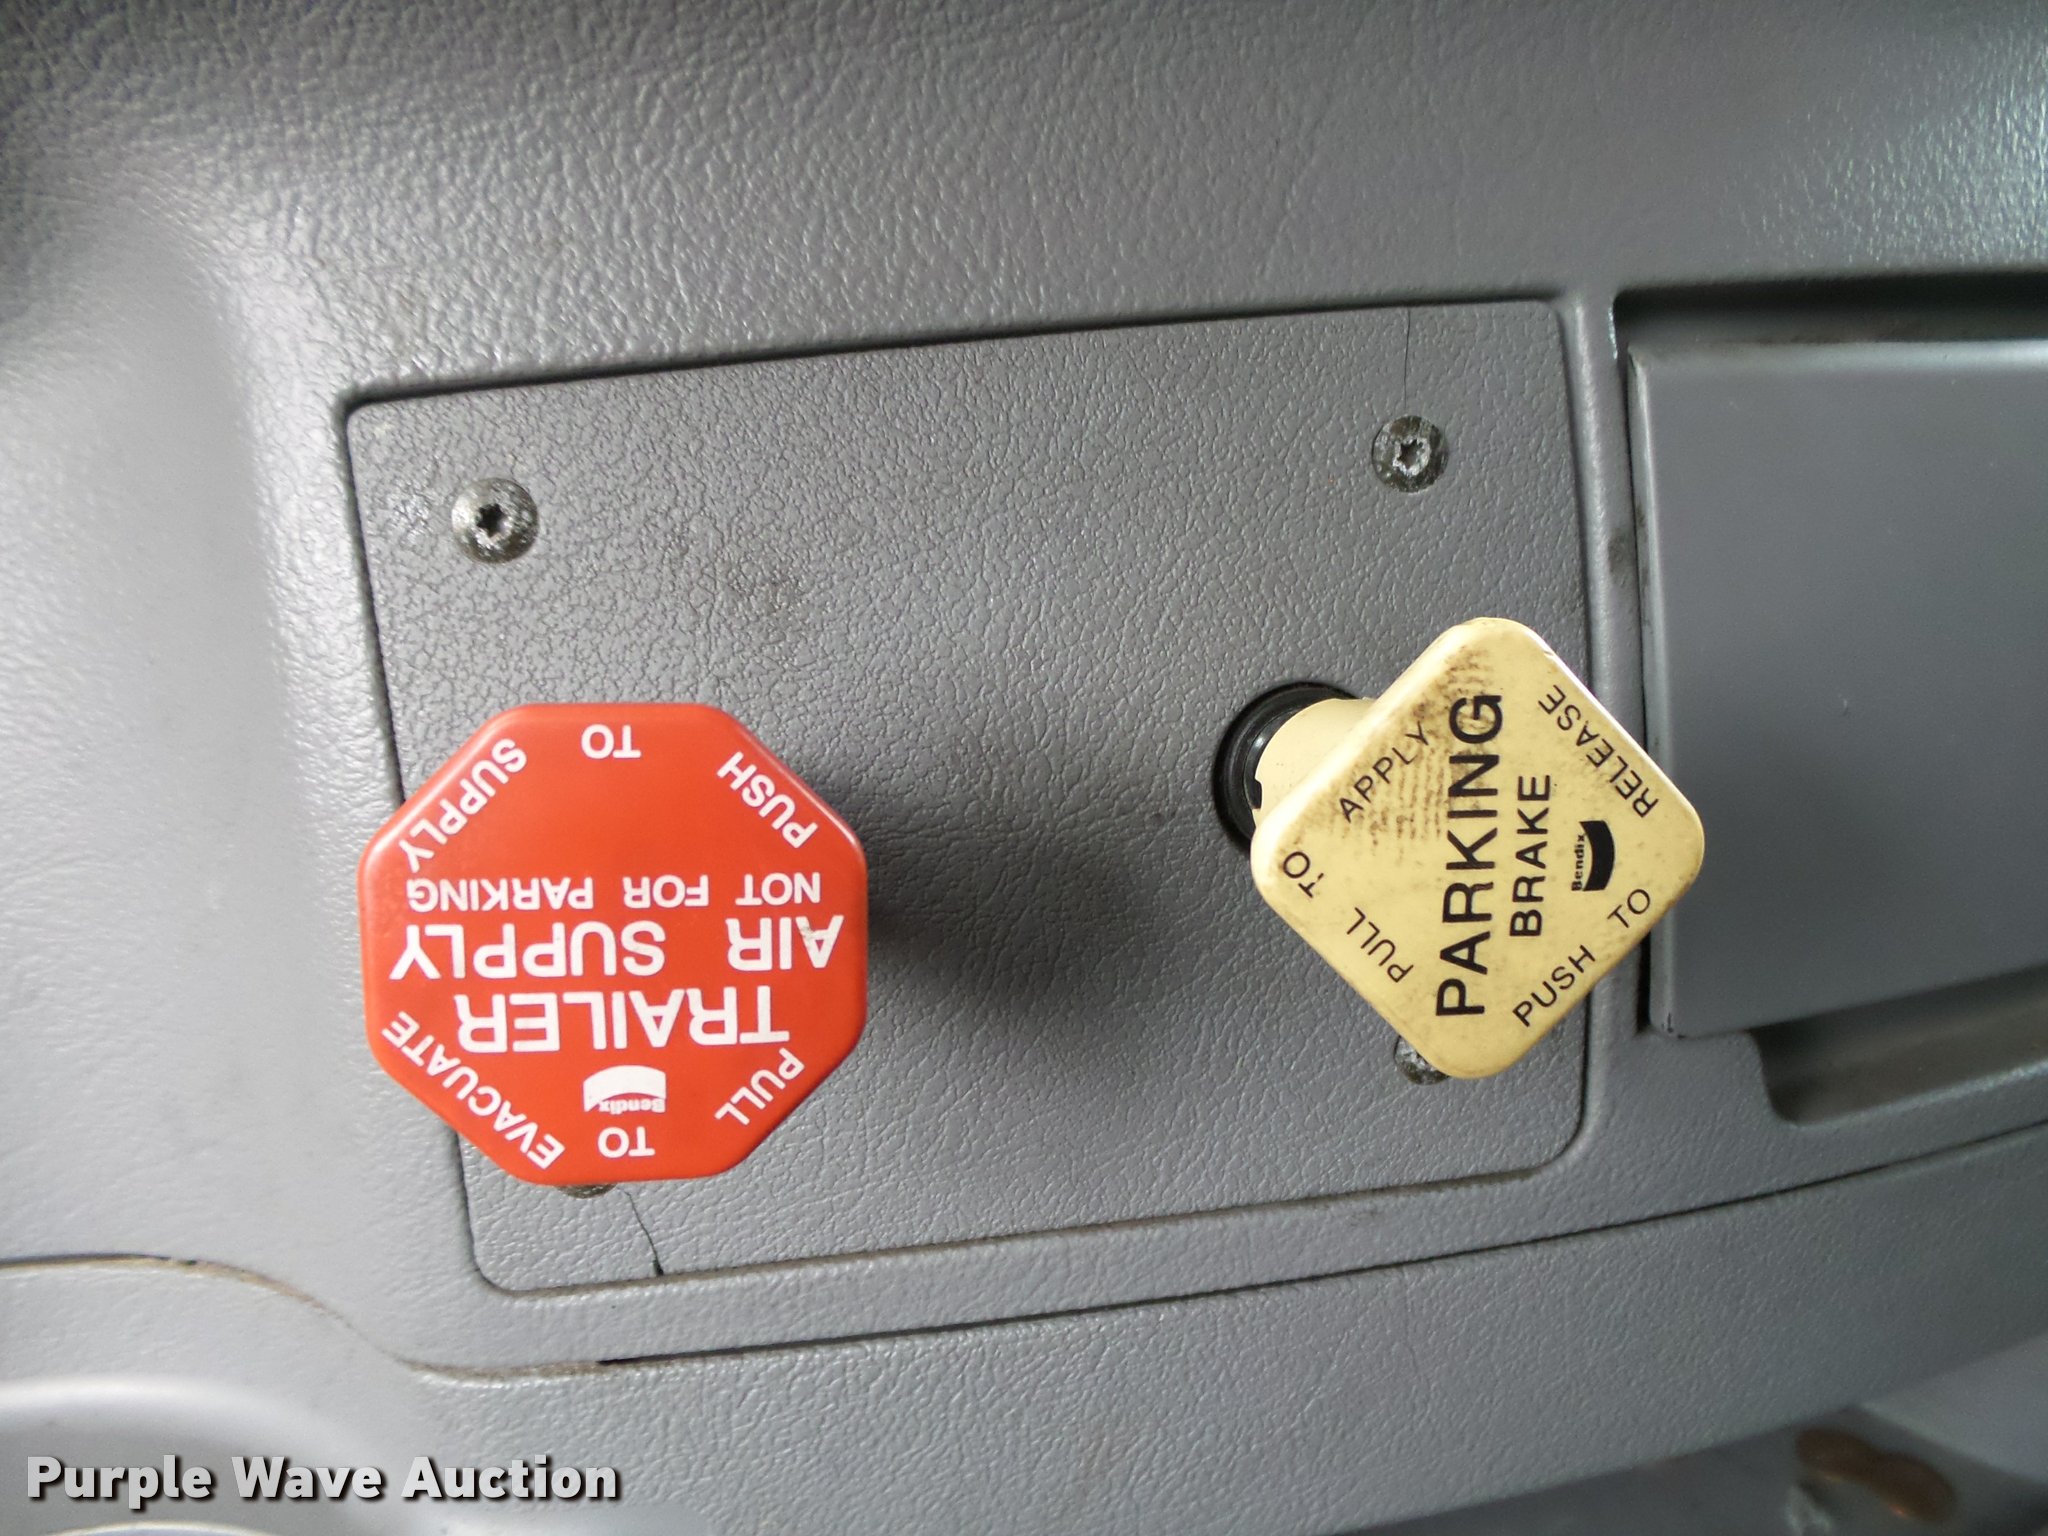 PUSH TO SUPPLY
PULL TO EVACUATE
Bendix
TRAILER
AIR SUPPLY
NOT FOR PARKING
PULL TO APPLY
PARKING
BRAKE
Bendix
PUSH TO RELEASE
Purple Wave Auction